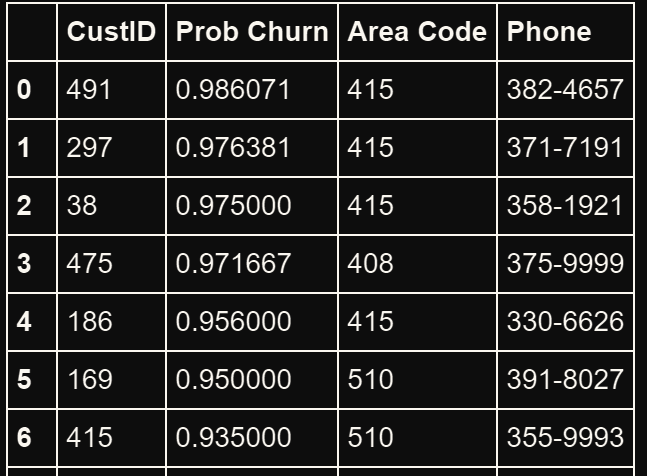 CustID Prob Churn Area Code Phone
0 491 0.986071 415 382-4657
1 297 0.976381 415 371-7191
2 38 0.975000 415 358-1921
3 475 0.971667 408 375-9999
4 186 0.956000 415 330-6626
5 169 0.950000 510 391-8027
6 415 0.935000 510 355-9993